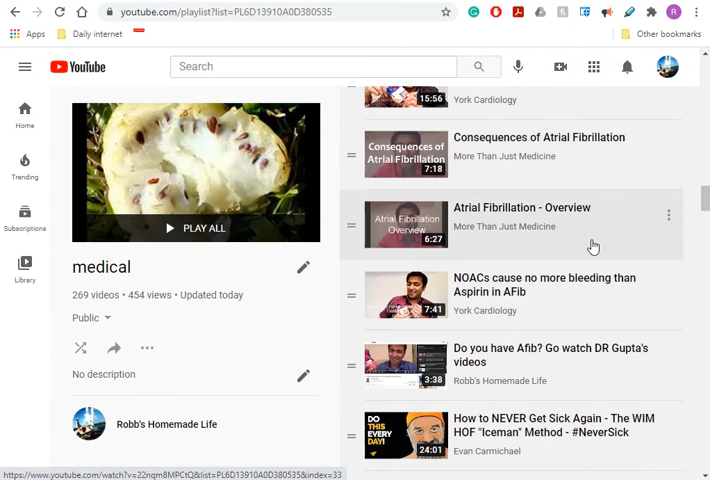 youtube.com/playlist?list=PL6D13910A0D380535
R
Apps
Daily internet
Other bookmarks
YouTube
Search
Home
Trending
Subscriptions
Library
PLAY ALL
medical
269 videos • 454 views • Updated today
Public
No description
Robb's Homemade Life
15:56
York Cardiology
Consequences of
Atrial Fibrillation
7:18
Consequences of Atrial Fibrillation
More Than Just Medicine
Atrial Fibrillation
Overview
6:27
Atrial Fibrillation - Overview
More Than Just Medicine
7:41
NOACs cause no more bleeding than
Aspirin in AFib
York Cardiology
3:38
Do you have Afib? Go watch DR Gupta's
videos
Robb's Homemade Life
DO
THIS
EVERY
DAY!
24:01
How to NEVER Get Sick Again - The WIM
HOF "Iceman" Method - #NeverSick
Evan Carmichael
https://www.youtube.com/watch?v=22nqm8MPCtQ&list=PL6D13910A0D380535&index=33